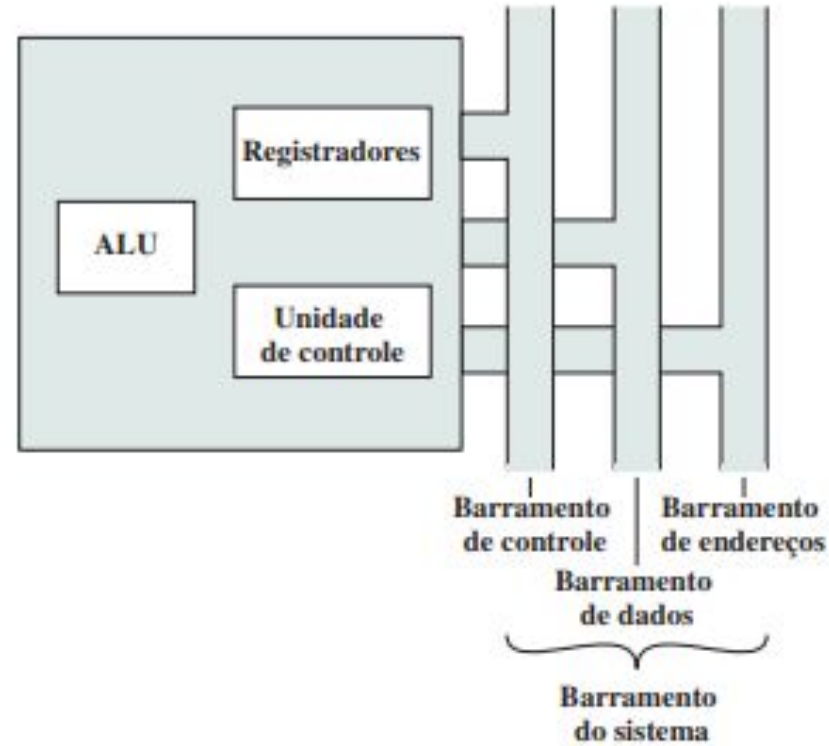 Registradores
ALU
Unidade
de controle
Barramento
de controle
Barramento
de dados
Barramento
de endereços
Barramento
do sistema